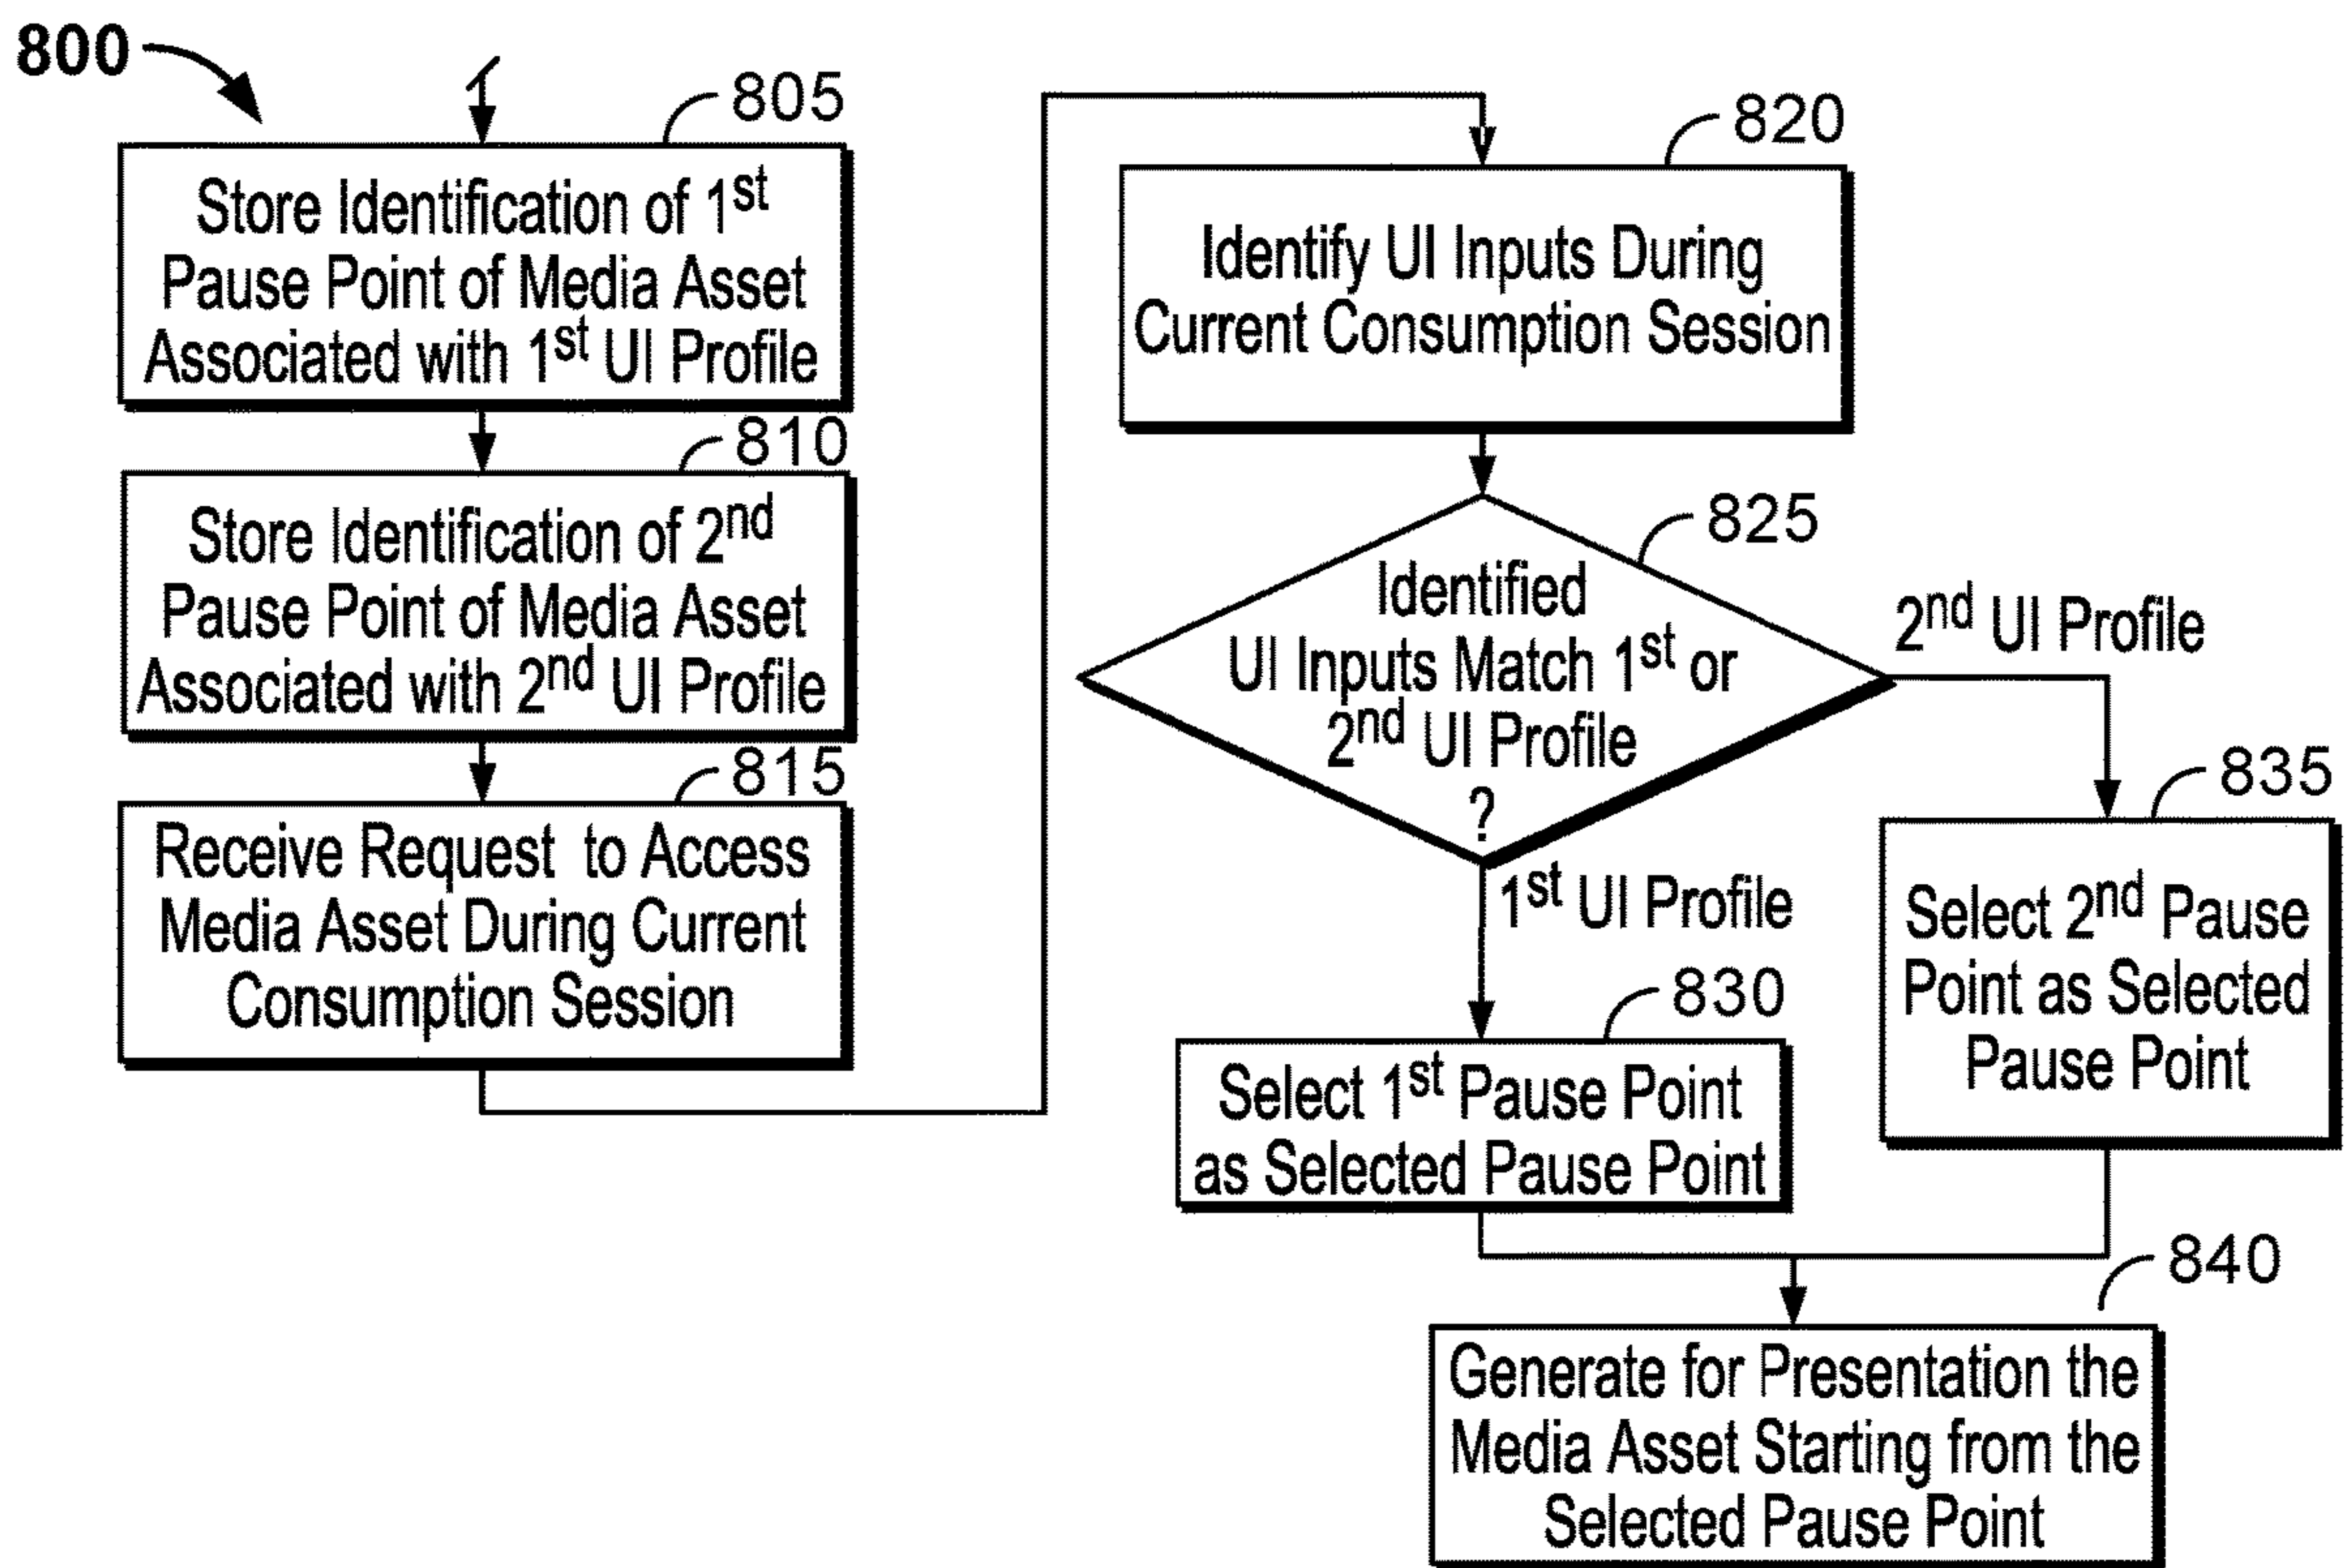 800
805
Store Identification of 1st
Pause Point of Media Asset
Associated with 1st UI Profile
810
Store Identification of 2nd
Pause Point of Media Asset
Associated with 2nd UI Profile
815
Receive Request to Access
Media Asset During Current
Consumption Session
820
Identify UI Inputs During
Current Consumption Session
825
Identified
UI Inputs Match 1st or
2nd UI Profile
?
2nd UI Profile
1st UI Profile
830
Select 1st Pause Point
as Selected Pause Point
835
Select 2nd Pause
Point as Selected
Pause Point
840
Generate for Presentation the
Media Asset Starting from the
Selected Pause Point